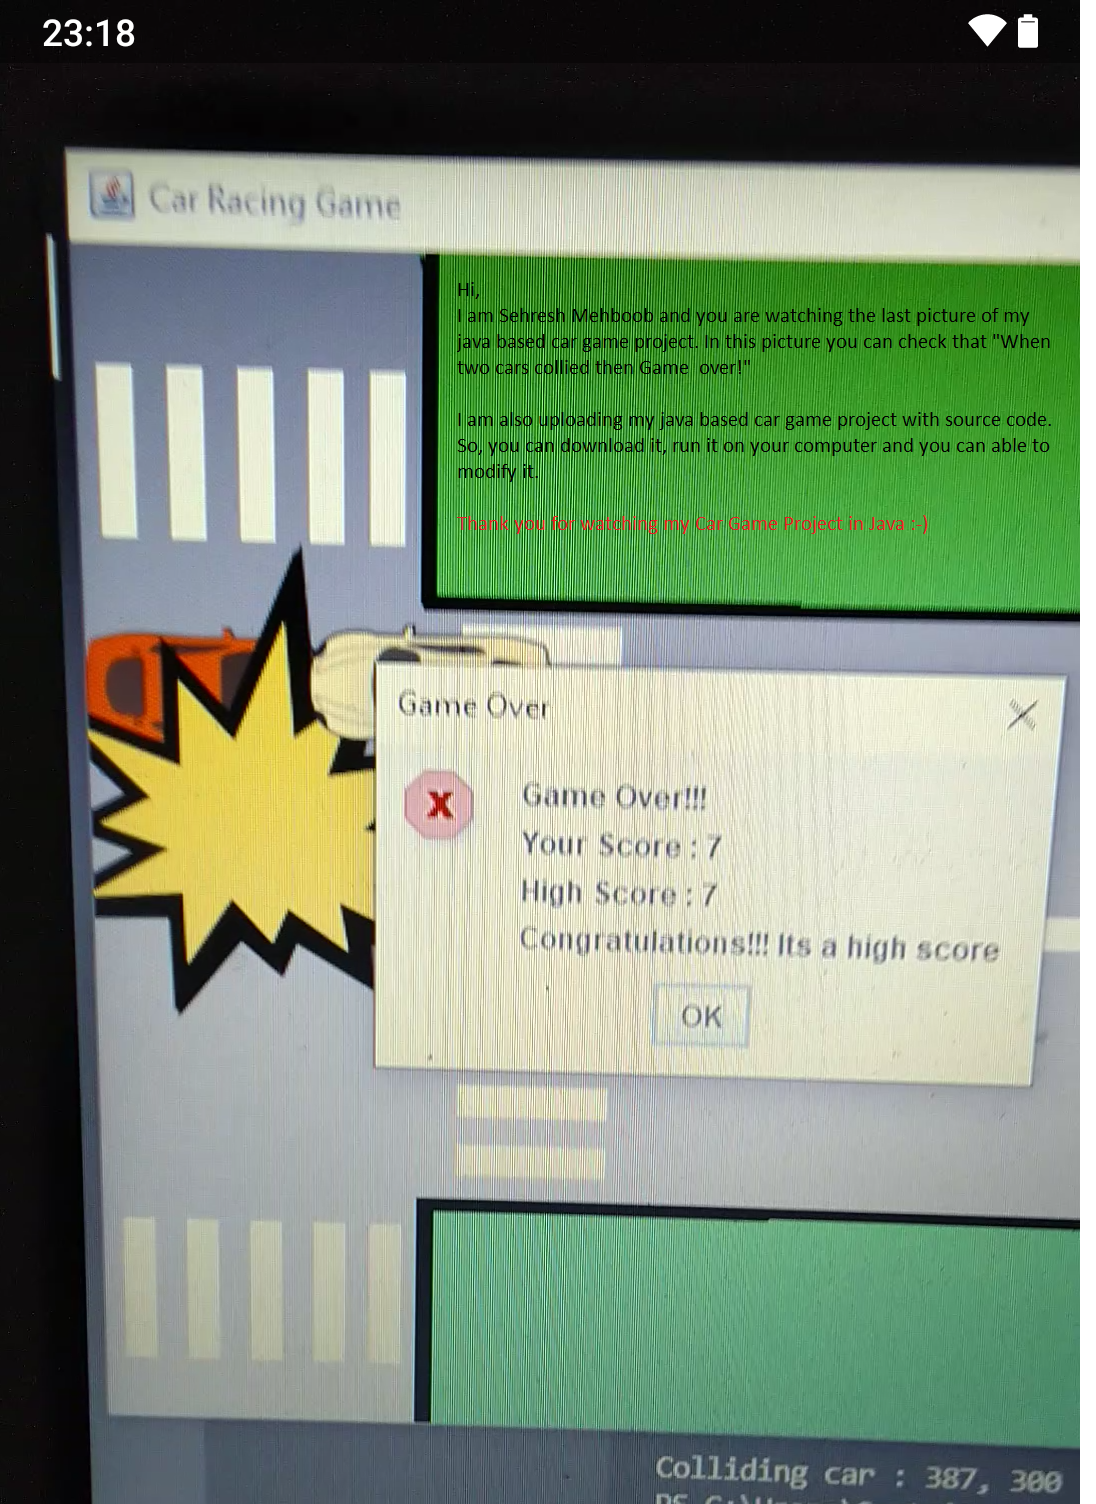 23:18
Car Racing Game
Hi,
I am Sehresh Mehboob and you are watching the last picture of my
java based car game project. In this picture you can check that "When
two cars collied then Game over!"
I am also uploading my java based car game project with source code.
So, you can download it, run it on your computer and you can able to
modify it.
Thank you for watching my Car Game Project in Java :-)
Game Over
X
Game Over!!!
Your Score : 7
High Score : 7
Congratulations!!! Its a high score
OK
Colliding car : 387, 300